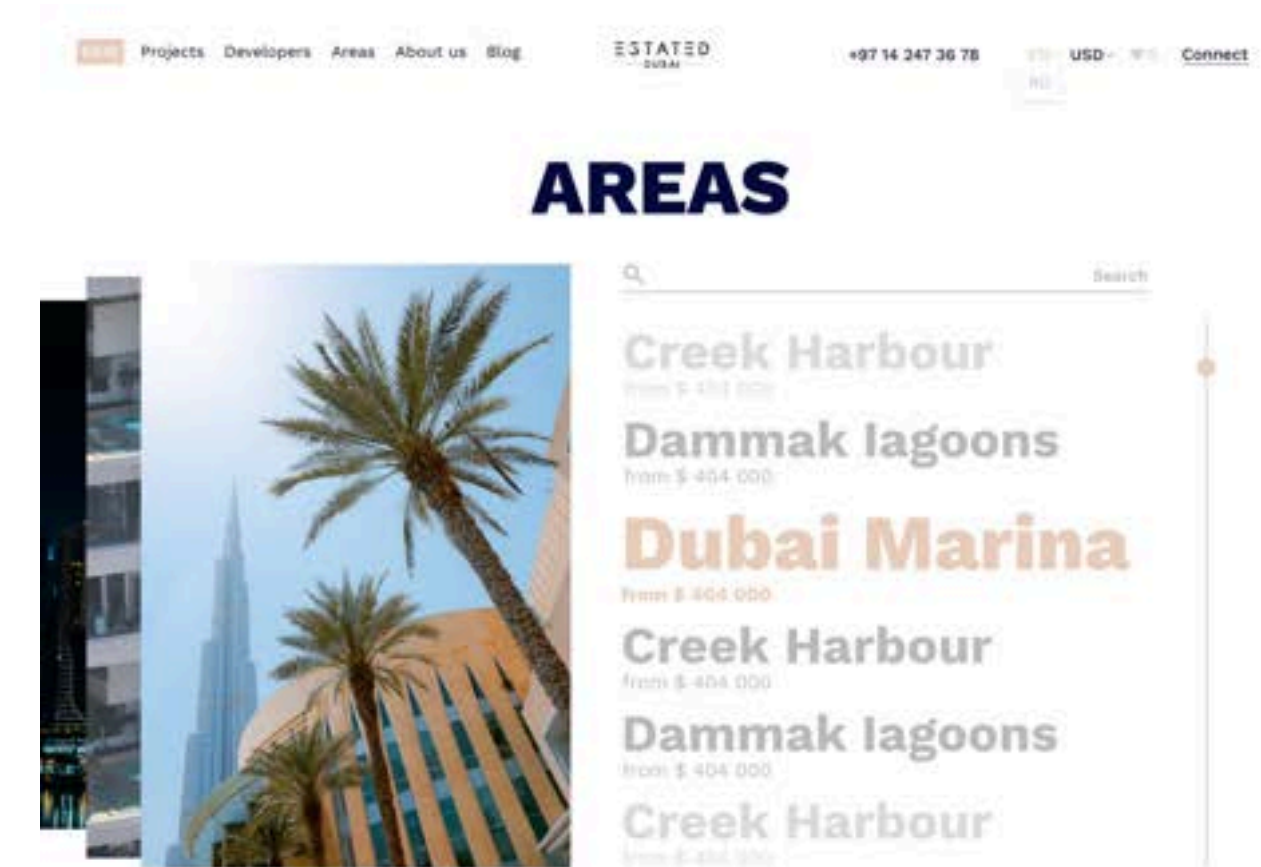 Projects Developers Areas About us Blog
ESTATED
DUBAI
+97 14 247 36 78
USD
Connect
AREAS
Search
Creek Harbour
from $
Dammak lagoons
from $ 404 000
Dubai Marina
from $ 404 000
Creek Harbour
from $ 404 000
Dammak lagoons
from $ 404 000
Creek Harbour